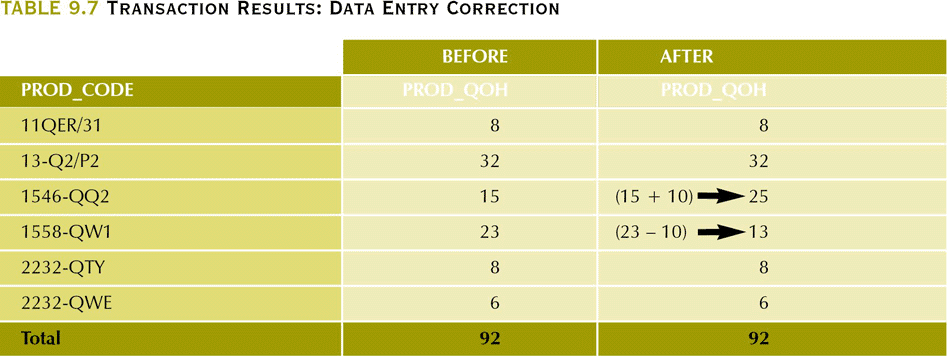 TABLE 9.7 TRANSACTION RESULTS: DATA ENTRY CORRECTION
BEFORE AFTER
PROD_CODE PROD_QOH PROD_QOH
11QER/31 8 8
13-Q2/P2 32 32
1546-QQ2 15 (15 + 10) 25
1558-QW1 23 (23 – 10) 13
2232-QTY 8 8
2232-QWE 6 6
Total 92 92